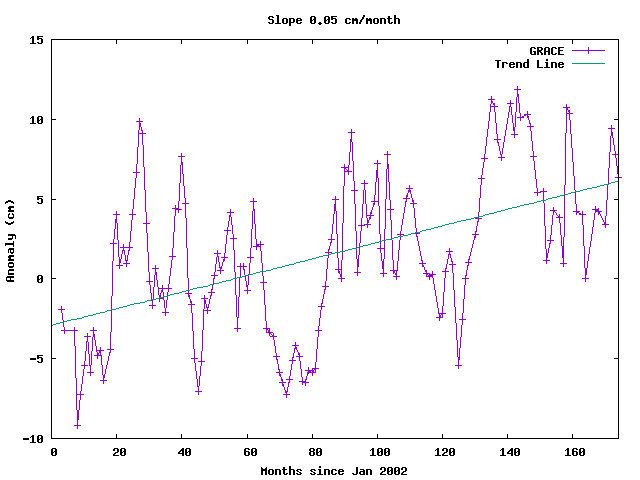 Slope 0.05 cm/month
GRACE
Trend Line
Anomaly (cm)
15
10
5
0
-5
-10
0 20 40 60 80 100 120 140 160
Months since Jan 2002